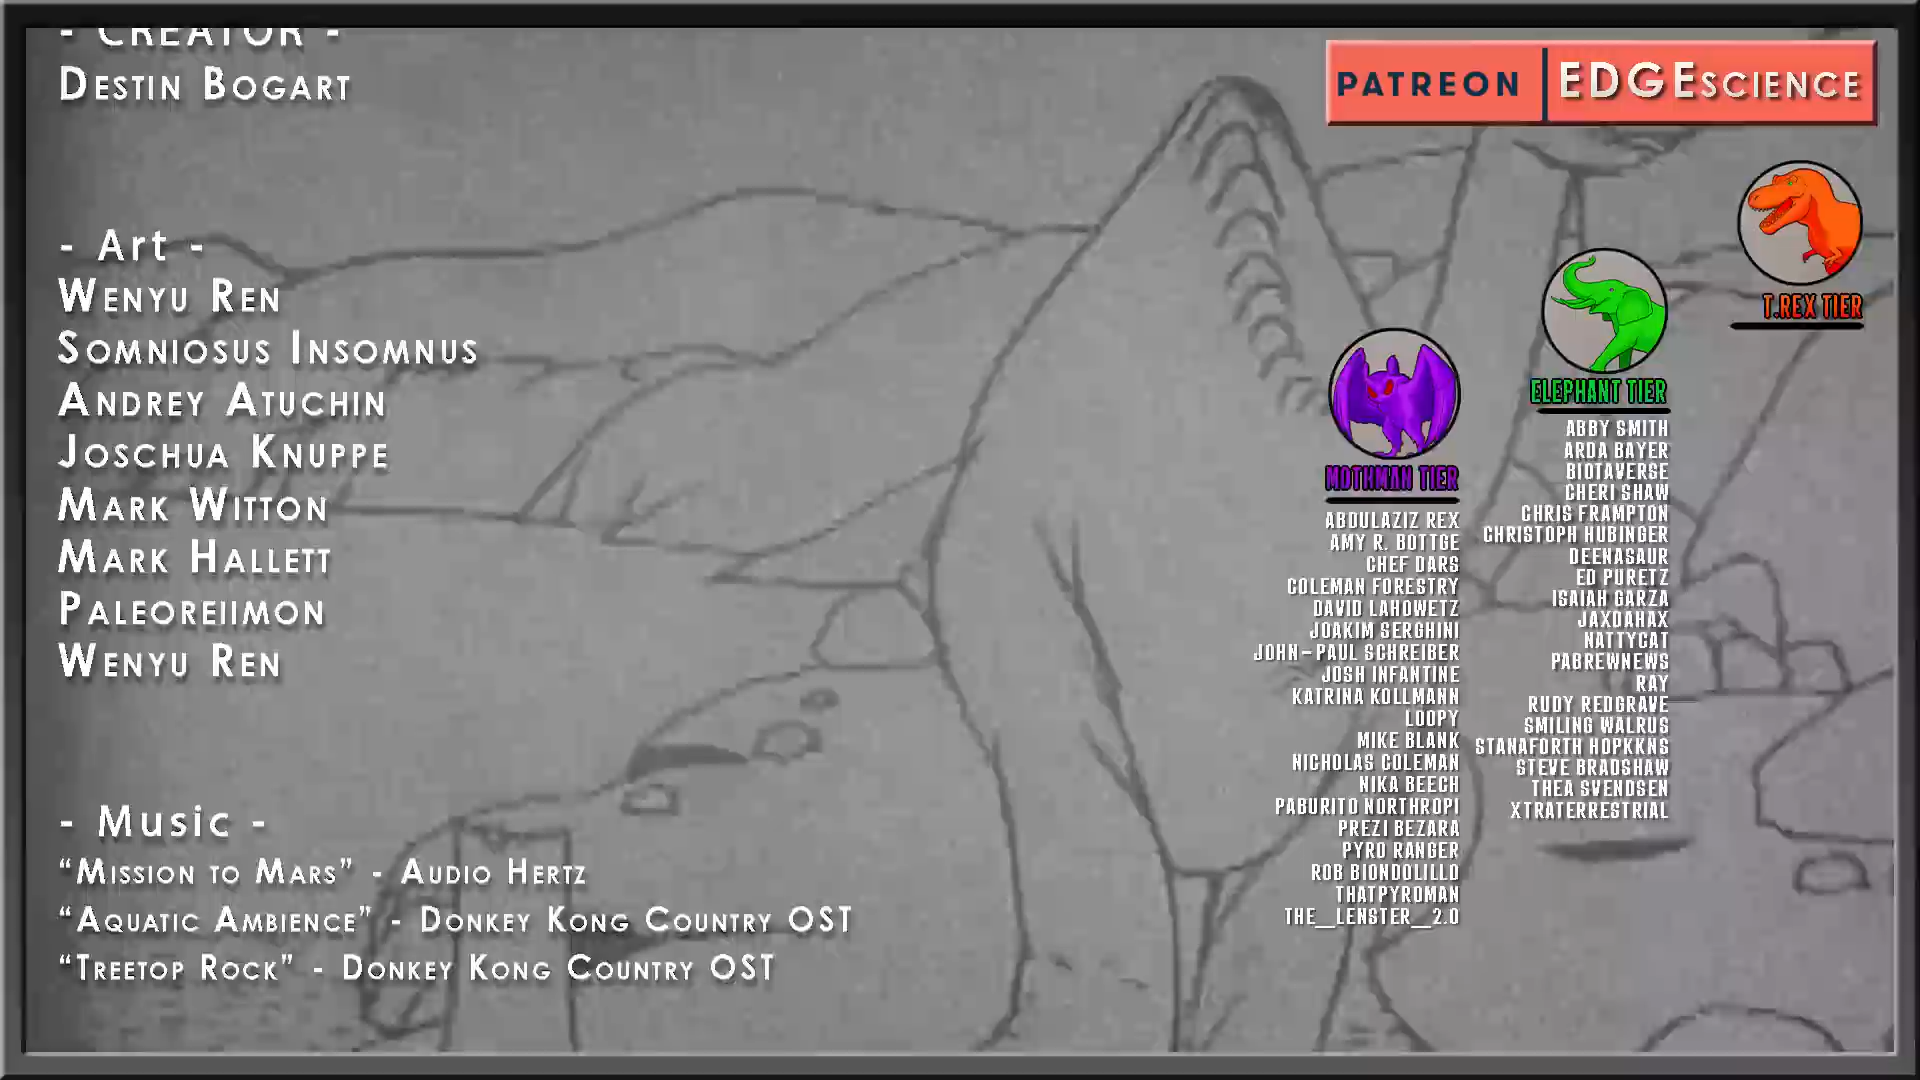 - CREATOR -
DESTIN BOGART
- Art -
WENYU REN
SOMNIOSUS INSOMNUS
ANDREY ATUCHIN
JOSCHUA KNUPPE
MARK WITTON
MARK HALLETT
PALEOREIIMON
WENYU REN
- Music -
“MISSION TO MARS” - AUDIO HERTZ
“AQUATIC AMBIENCE” - DONKEY KONG COUNTRY OST
“TREETOP ROCK” - DONKEY KONG COUNTRY OST
PATREON EDGESCIENCE
MOTHMAN TIER
ABDULAZIZ REX
AMY R. BOTTGE
CHEF DARS
COLEMAN FORESTRY
DAVID LAHOWETZ
JOAKIM SERGHINI
JOHN-PAUL SCHREIBER
JOSH INFANTINE
KATRINA KOLLMANN
LOOPY
MIKE BLANK
NICHOLAS COLEMAN
NIKA BEECH
PABURITO NORTHROPI
PREZI BEZARA
PYRO RANGER
ROB BIONDOLILLO
THATPYROMAN
THE__LENSTER__2.0
ELEPHANT TIER
ABBY SMITH
ARDA BAYER
BIOTAVERSE
CHERI SHAW
CHRIS FRAMPTON
CHRISTOPH HUBINGER
DEENASAUR
ED PURETZ
ISAIAH GARZA
JAXDAHAX
NATTYCAT
PABREWNEWS
RAY
RUDY REDGRAVE
SMILING WALRUS
STANAFORTH HOPKKNS
STEVE BRADSHAW
THEA SVENDSEN
XTRATERRESTRIAL
T.REX TIER